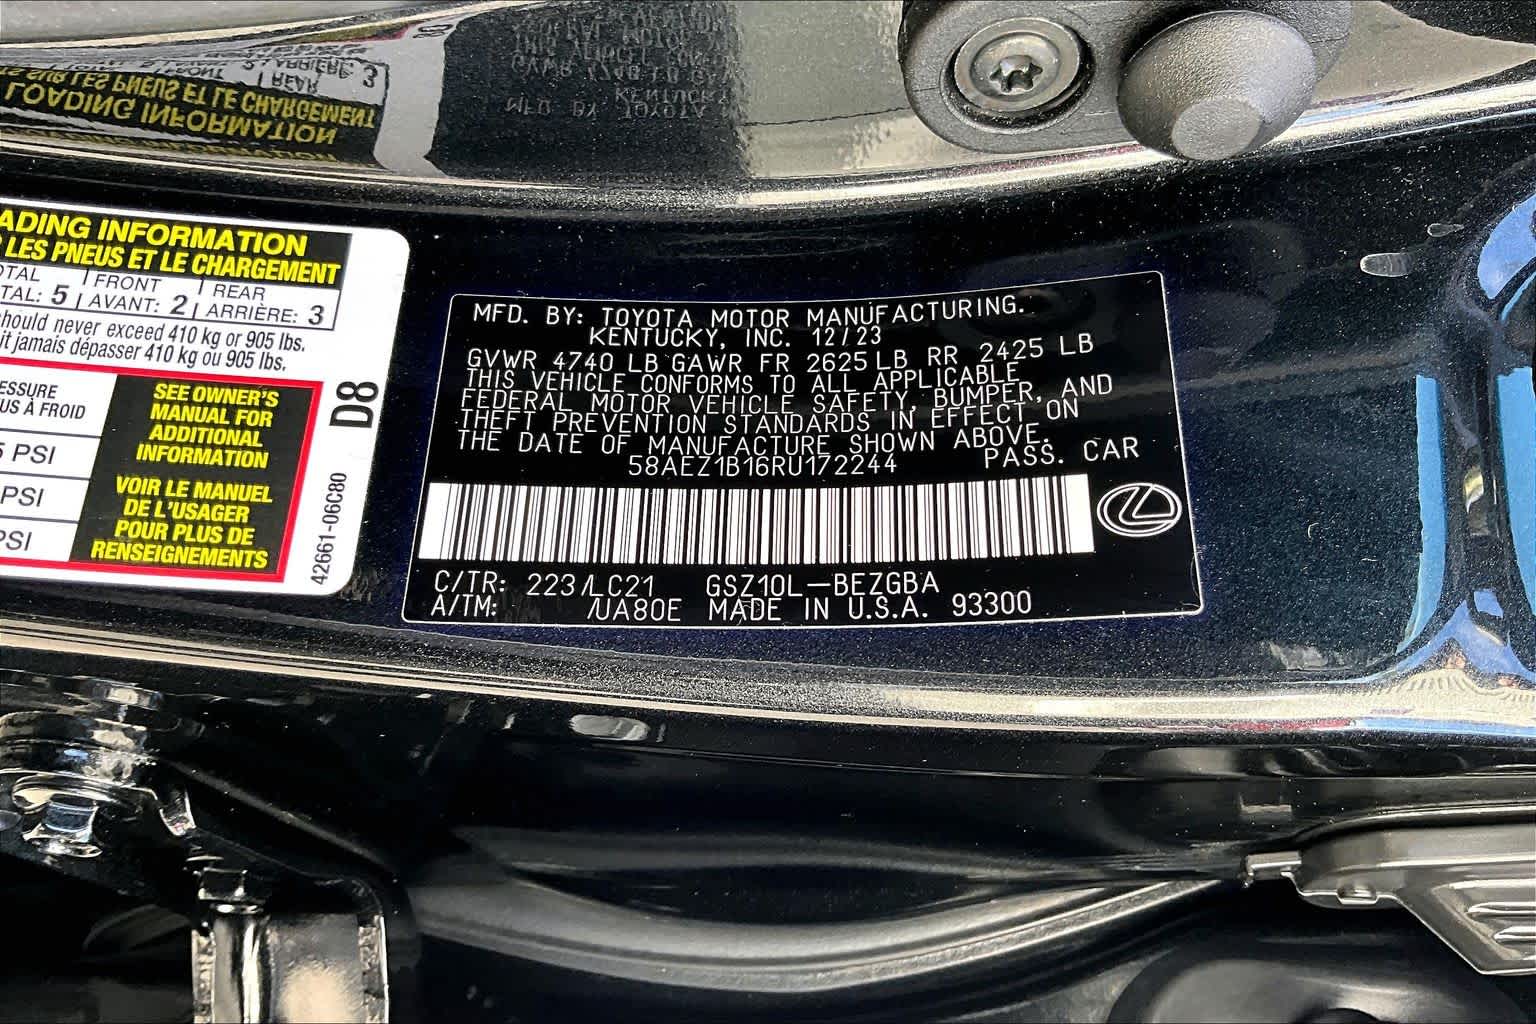 ADING INFORMATION
LES PNEUS ET LE CHARGEMENT
OTAL FRONT REAR
TAL: 5 AVANT: 2 ARRIÈRE: 3
should never exceed 410 kg or 905 lbs.
it jamais dépasser 410 kg ou 905 lbs.
ESSURE
US À FROID
5 PSI
PSI
PSI
SEE OWNER'S
MANUAL FOR
ADDITIONAL
INFORMATION
VOIR LE MANUEL
DE L'USAGER
POUR PLUS DE
RENSEIGNEMENTS
D8
42661-06C80
MFD. BY: TOYOTA MOTOR MANUFACTURING.
KENTUCKY, INC. 12/23
GVWR 4740 LB GAWR FR 2625 LB RR 2425 LB
THIS VEHICLE CONFORMS TO ALL APPLICABLE
FEDERAL MOTOR VEHICLE SAFETY, BUMPER, AND
THEFT PREVENTION STANDARDS IN EFFECT ON
THE DATE OF MANUFACTURE SHOWN ABOVE.
58AEZ1B16RU172244 PASS. CAR
C/TR: 223/LC21 GSZ10L-BEZGBA
A/TM: /UA80E MADE IN U.S.A. 93300